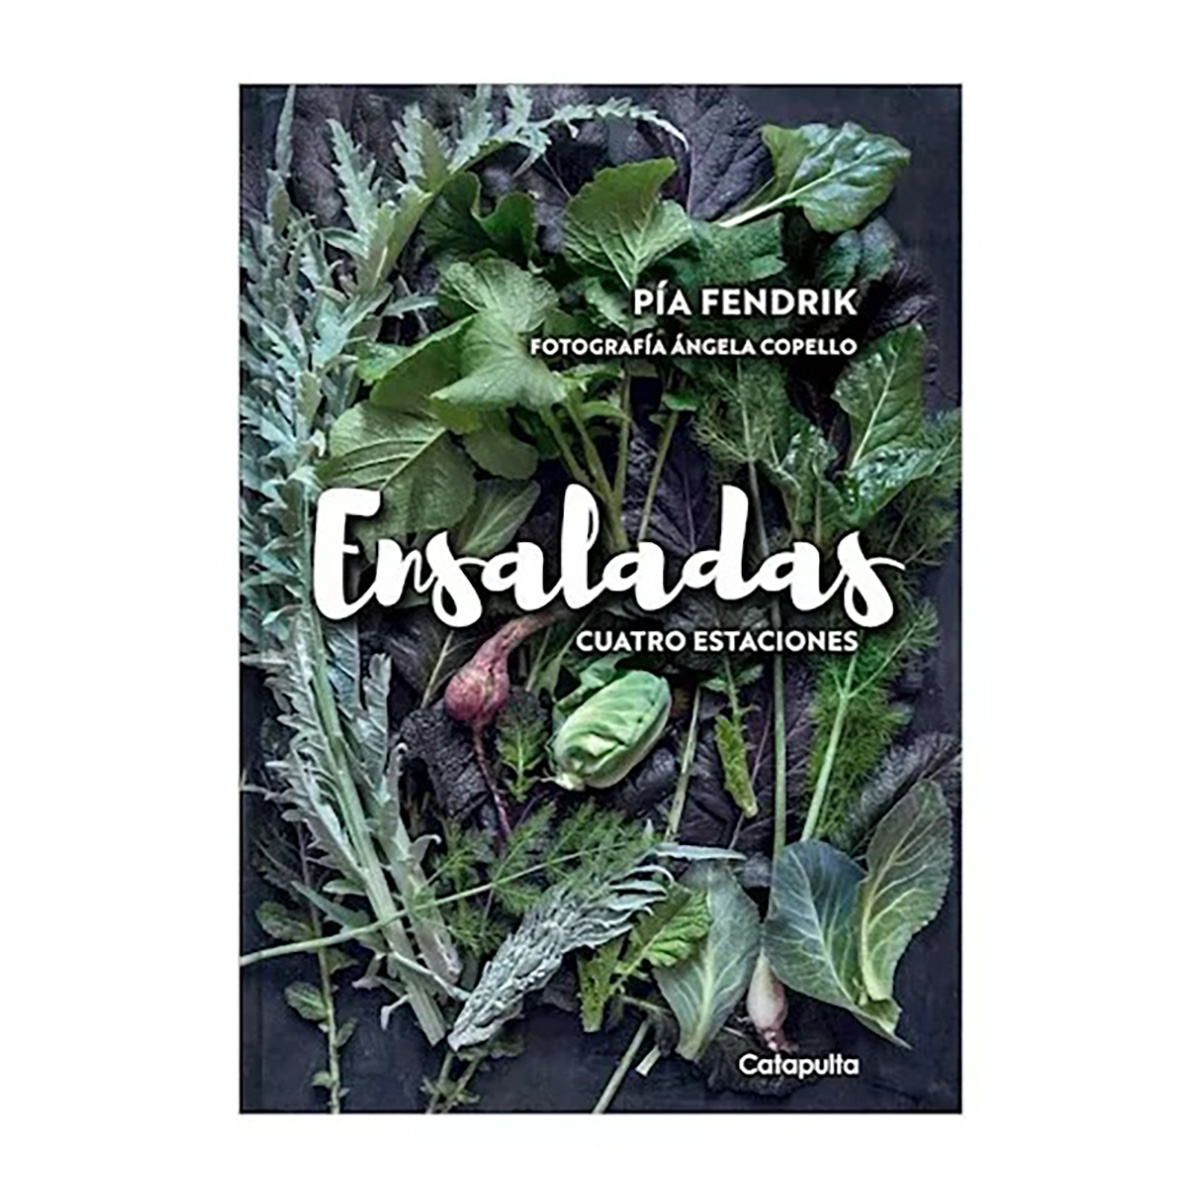 PÍA FENDRIK
FOTOGRAFÍA ÁNGELA COPELLO
Ensaladas
CUATRO ESTACIONES
Catapulta